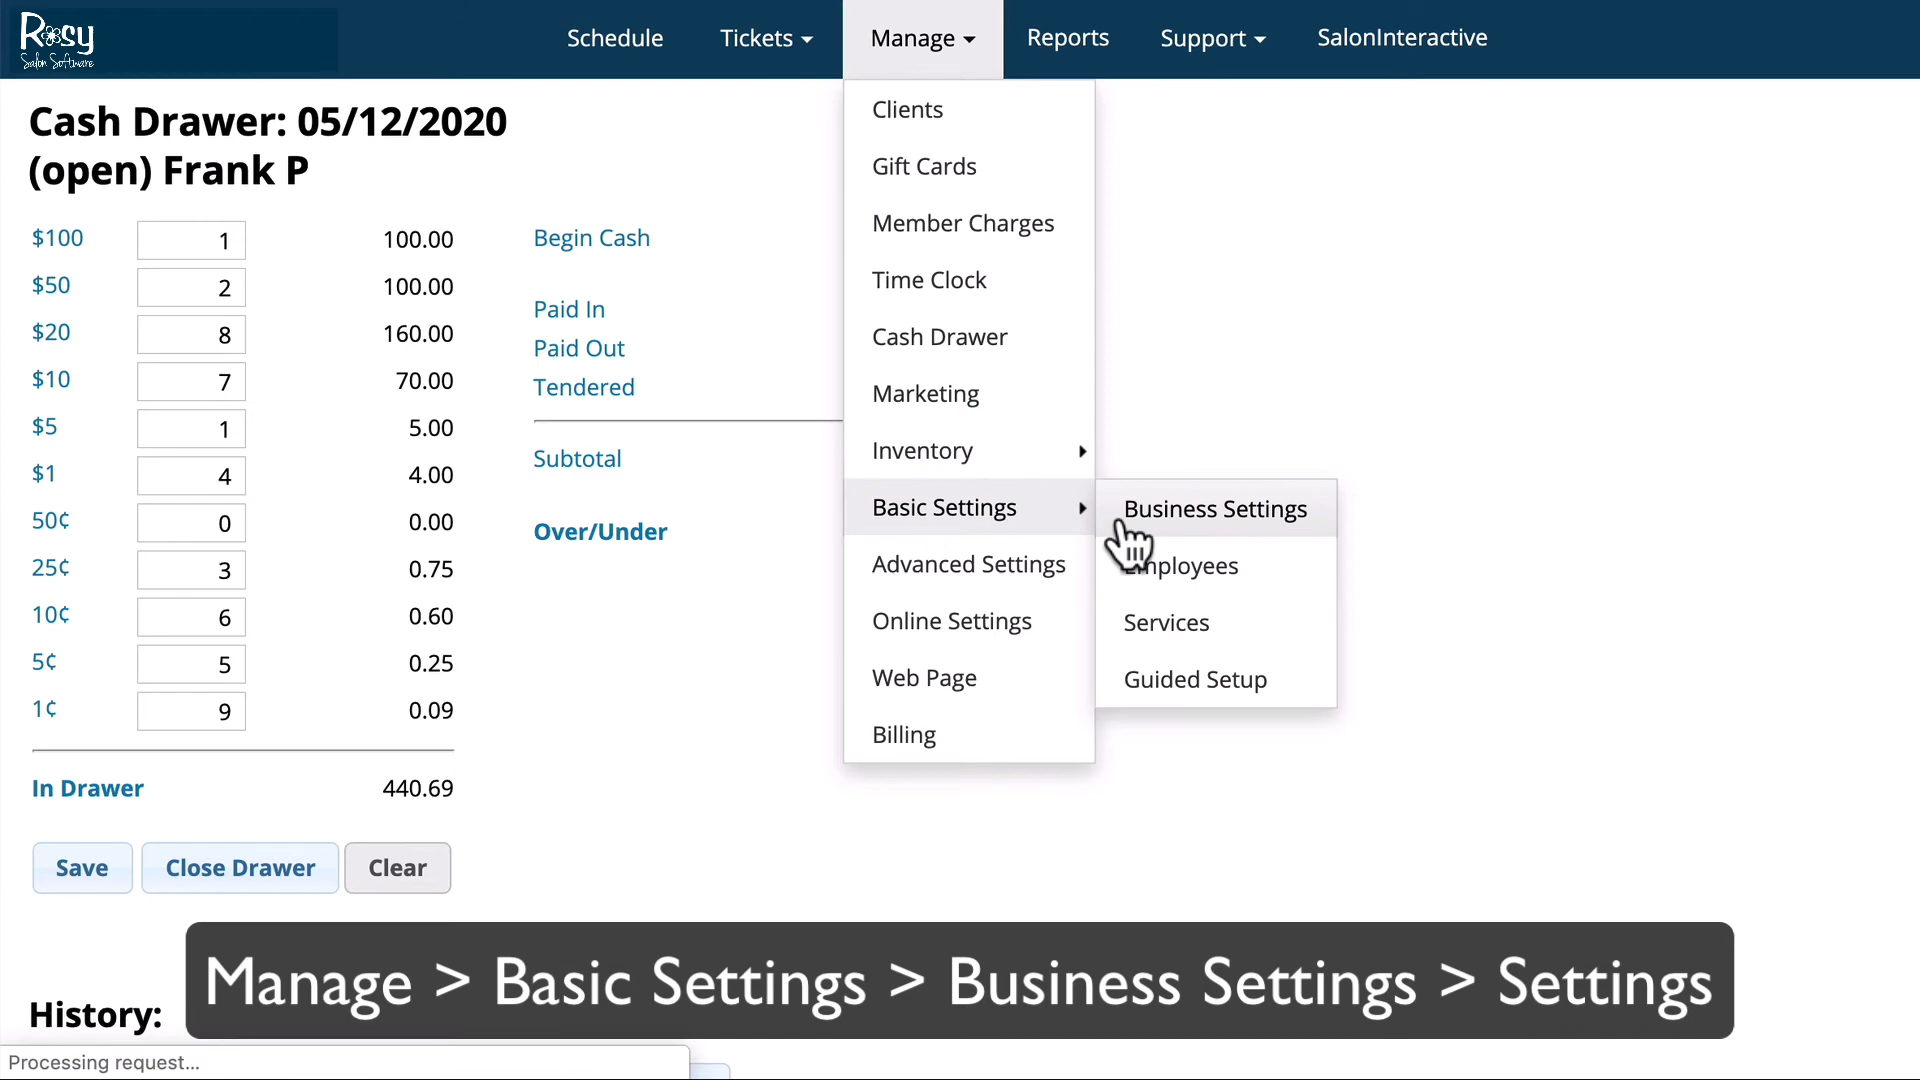 Rosy
Salon Software
Schedule
Tickets
Manage
Reports
Support
SalonInteractive
Cash Drawer: 05/12/2020
(open) Frank P
$100 1 100.00
$50 2 100.00
$20 8 160.00
$10 7 70.00
$5 1 5.00
$1 4 4.00
50¢ 0 0.00
25¢ 3 0.75
10¢ 6 0.60
5¢ 5 0.25
1¢ 9 0.09
In Drawer 440.69
Save
Close Drawer
Clear
Begin Cash
Paid In
Paid Out
Tendered
Subtotal
Over/Under
Clients
Gift Cards
Member Charges
Time Clock
Cash Drawer
Marketing
Inventory
Basic Settings
Advanced Settings
Online Settings
Web Page
Billing
Business Settings
Employees
Services
Guided Setup
Manage > Basic Settings > Business Settings > Settings
History:
Processing request...